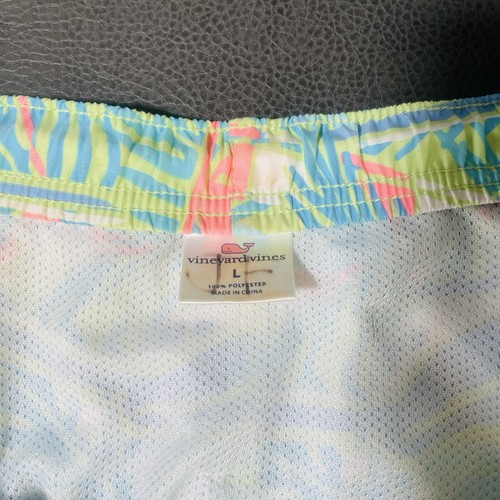 vineyard vines
L
100% POLYESTER
MADE IN CHINA